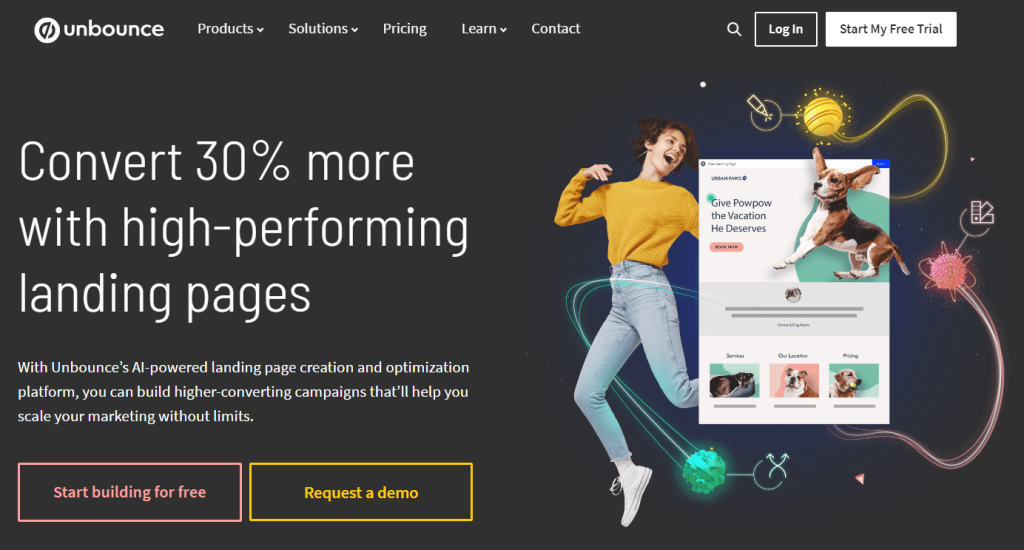 unbounce
Products
Solutions
Pricing
Learn
Contact
Log In
Start My Free Trial
Convert 30% more
with high-performing
landing pages
With Unbounce's AI-powered landing page creation and optimization
platform, you can build higher-converting campaigns that'll help you
scale your marketing without limits.
Start building for free
Request a demo
Your Landing Page
URBAN PAWS
Give Powpow
the Vacation
He Deserves
BOOK NOW
Services
Our Location
Pricing